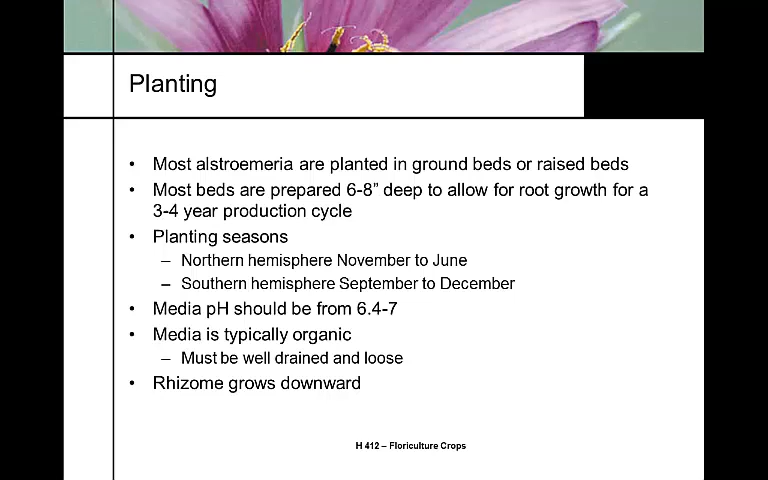 Planting
• Most alstroemeria are planted in ground beds or raised beds
• Most beds are prepared 6-8” deep to allow for root growth for a
3-4 year production cycle
• Planting seasons
– Northern hemisphere November to June
– Southern hemisphere September to December
• Media pH should be from 6.4-7
• Media is typically organic
– Must be well drained and loose
• Rhizome grows downward
H 412 – Floriculture Crops